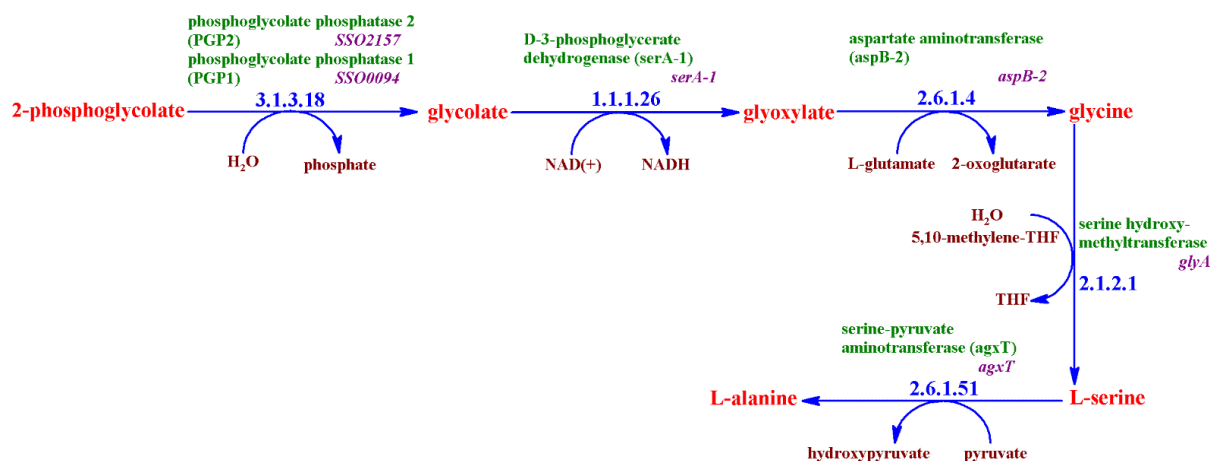 phosphoglycolate phosphatase 2
(PGP2) SSO2157
phosphoglycolate phosphatase 1
(PGP1) SSO0094
D-3-phosphoglycerate
dehydrogenase (serA-1)
serA-1
aspartate aminotransferase
(aspB-2)
aspB-2
2-phosphoglycolate 3.1.3.18 glycolate 1.1.1.26 glyoxylate 2.6.1.4 glycine
H₂O phosphate NAD(+) NADH L-glutamate 2-oxoglutarate
H₂O
5,10-methylene-THF
serine hydroxy-
methyltransferase
glyA
2.1.2.1
THF
serine-pyruvate
aminotransferase (agxT)
agxT
L-alanine 2.6.1.51 L-serine
hydroxypyruvate pyruvate